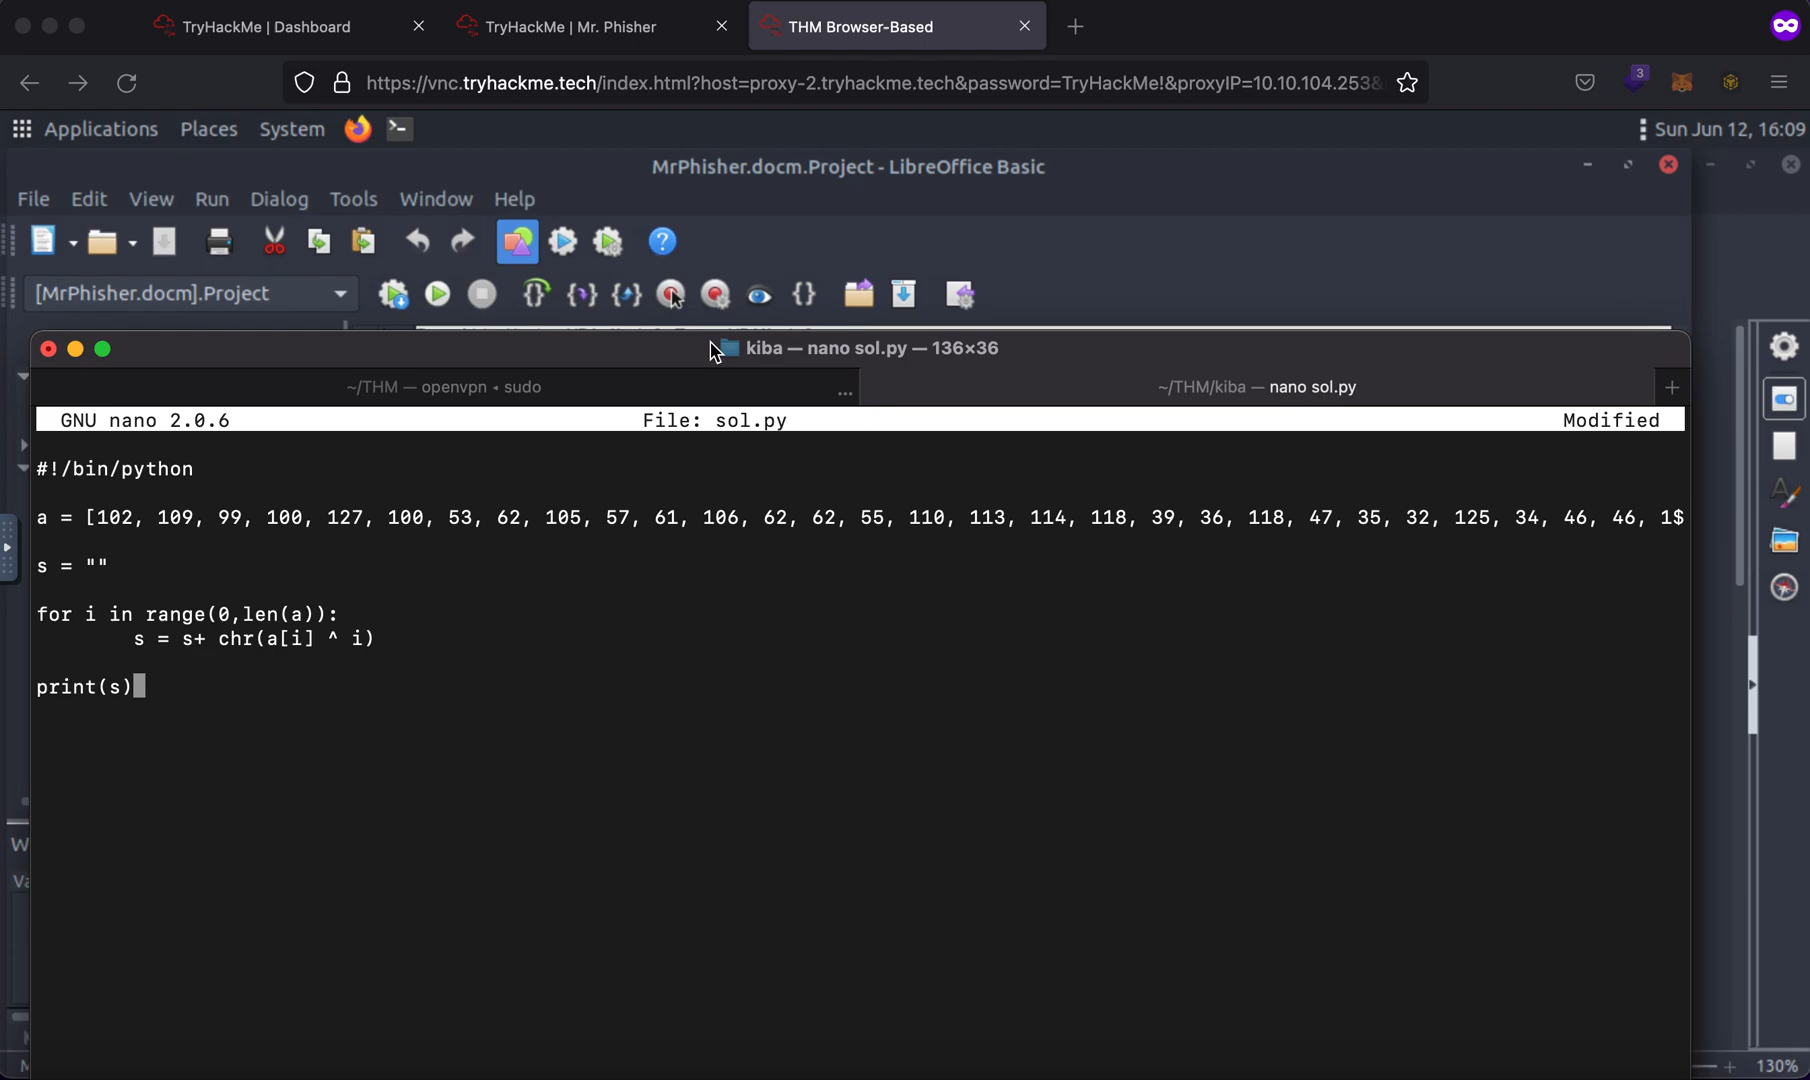 TryHackMe | Dashboard
TryHackMe | Mr. Phisher
THM Browser-Based
https://vnc.tryhackme.tech/index.html?host=proxy-2.tryhackme.tech&password=TryHackMe!&proxyIP=10.10.104.253&
3
Applications Places System
Sun Jun 12, 16:09
MrPhisher.docm.Project - LibreOffice Basic
File Edit View Run Dialog Tools Window Help
[MrPhisher.docm].Project
kiba — nano sol.py — 136×36
~/THM — openvpn ◂ sudo ...
~/THM/kiba — nano sol.py
GNU nano 2.0.6 File: sol.py Modified
#!/bin/python
a = [102, 109, 99, 100, 127, 100, 53, 62, 105, 57, 61, 106, 62, 62, 55, 110, 113, 114, 118, 39, 36, 118, 47, 35, 32, 125, 34, 46, 46, 1$
s = ""
for i in range(0,len(a)):
s = s+ chr(a[i] ^ i)
print(s)
130%